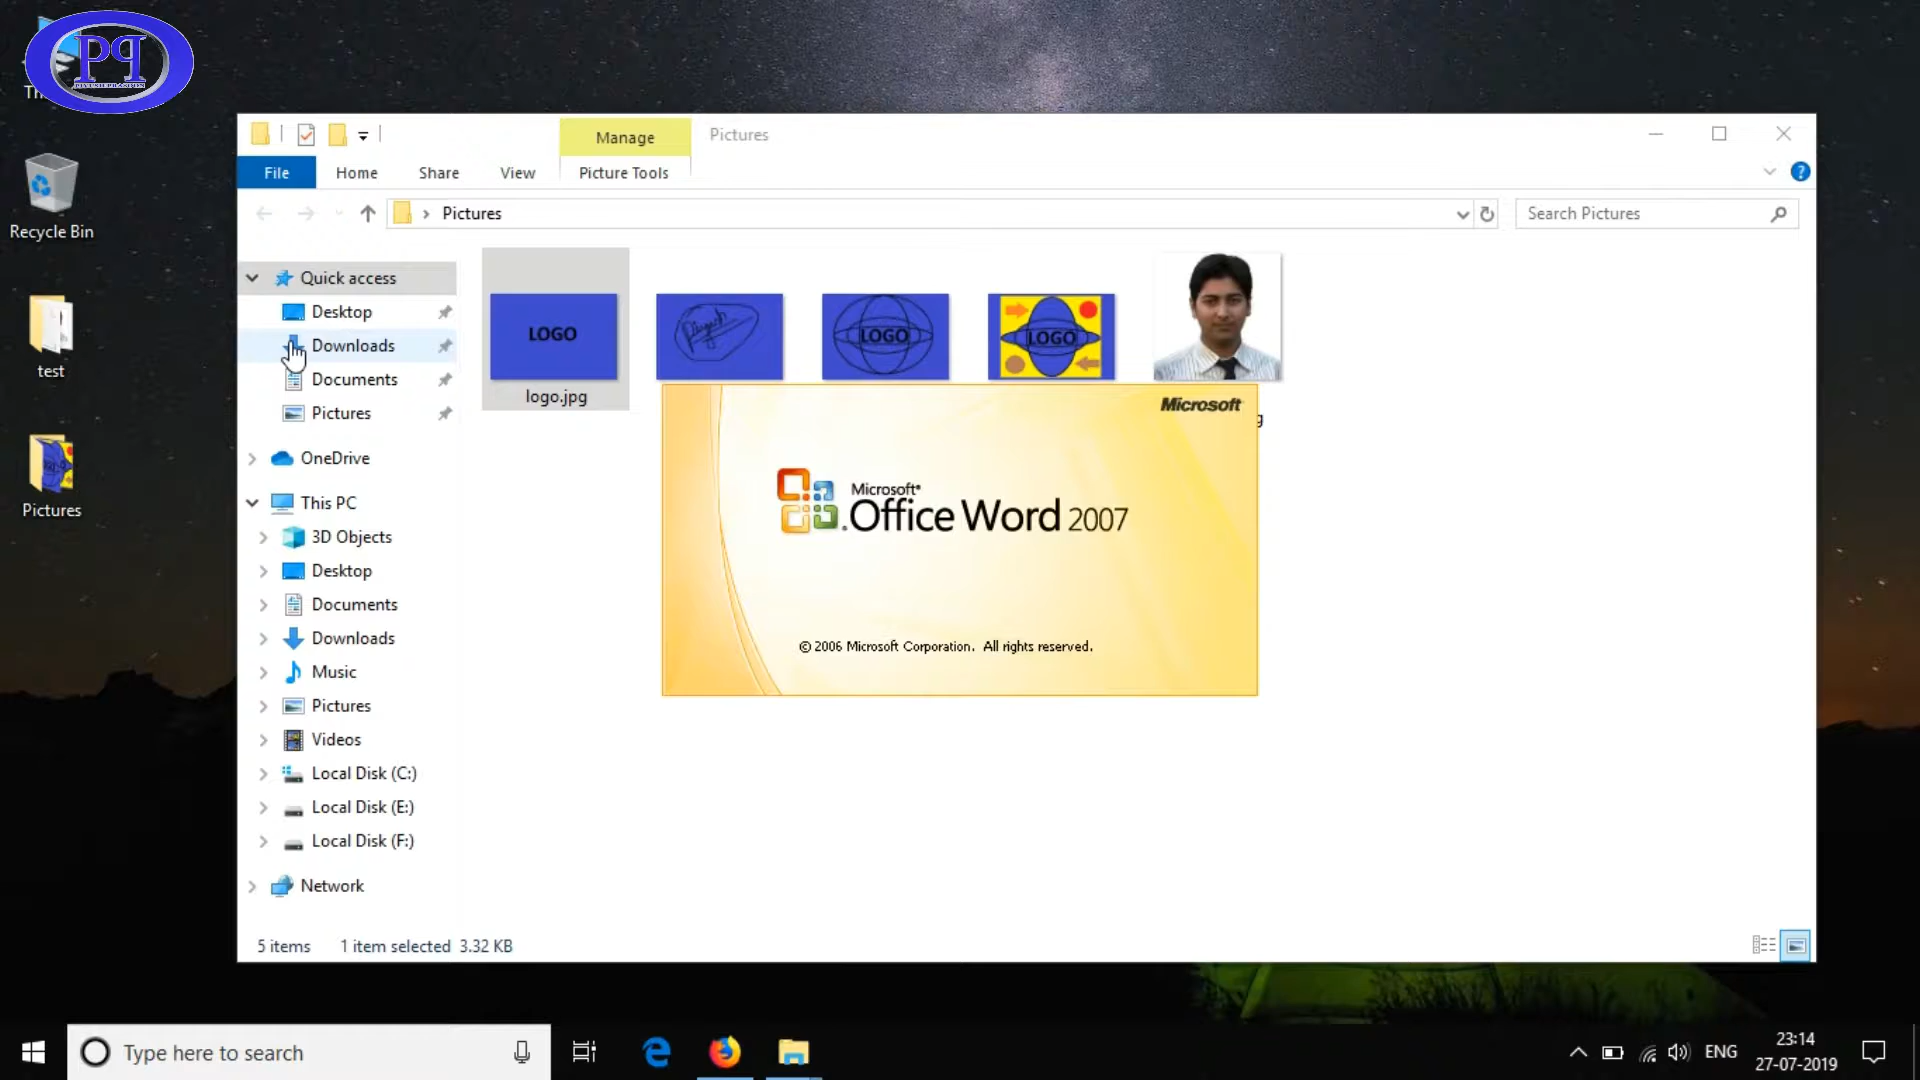 PP
Th
Manage
Pictures
File
Home
Share
View
Picture Tools
?
Pictures
Search Pictures
Recycle Bin
Quick access
Desktop
Downloads
Documents
Pictures
OneDrive
This PC
3D Objects
Desktop
Documents
Downloads
Music
Pictures
Videos
Local Disk (C:)
Local Disk (E:)
Local Disk (F:)
Network
test
Pictures
LOGO
LOGO
LOGO
logo.jpg
g
Microsoft
Microsoft®
Office Word 2007
© 2006 Microsoft Corporation. All rights reserved.
5 items
1 item selected 3.32 KB
Type here to search
ENG
23:14
27-07-2019